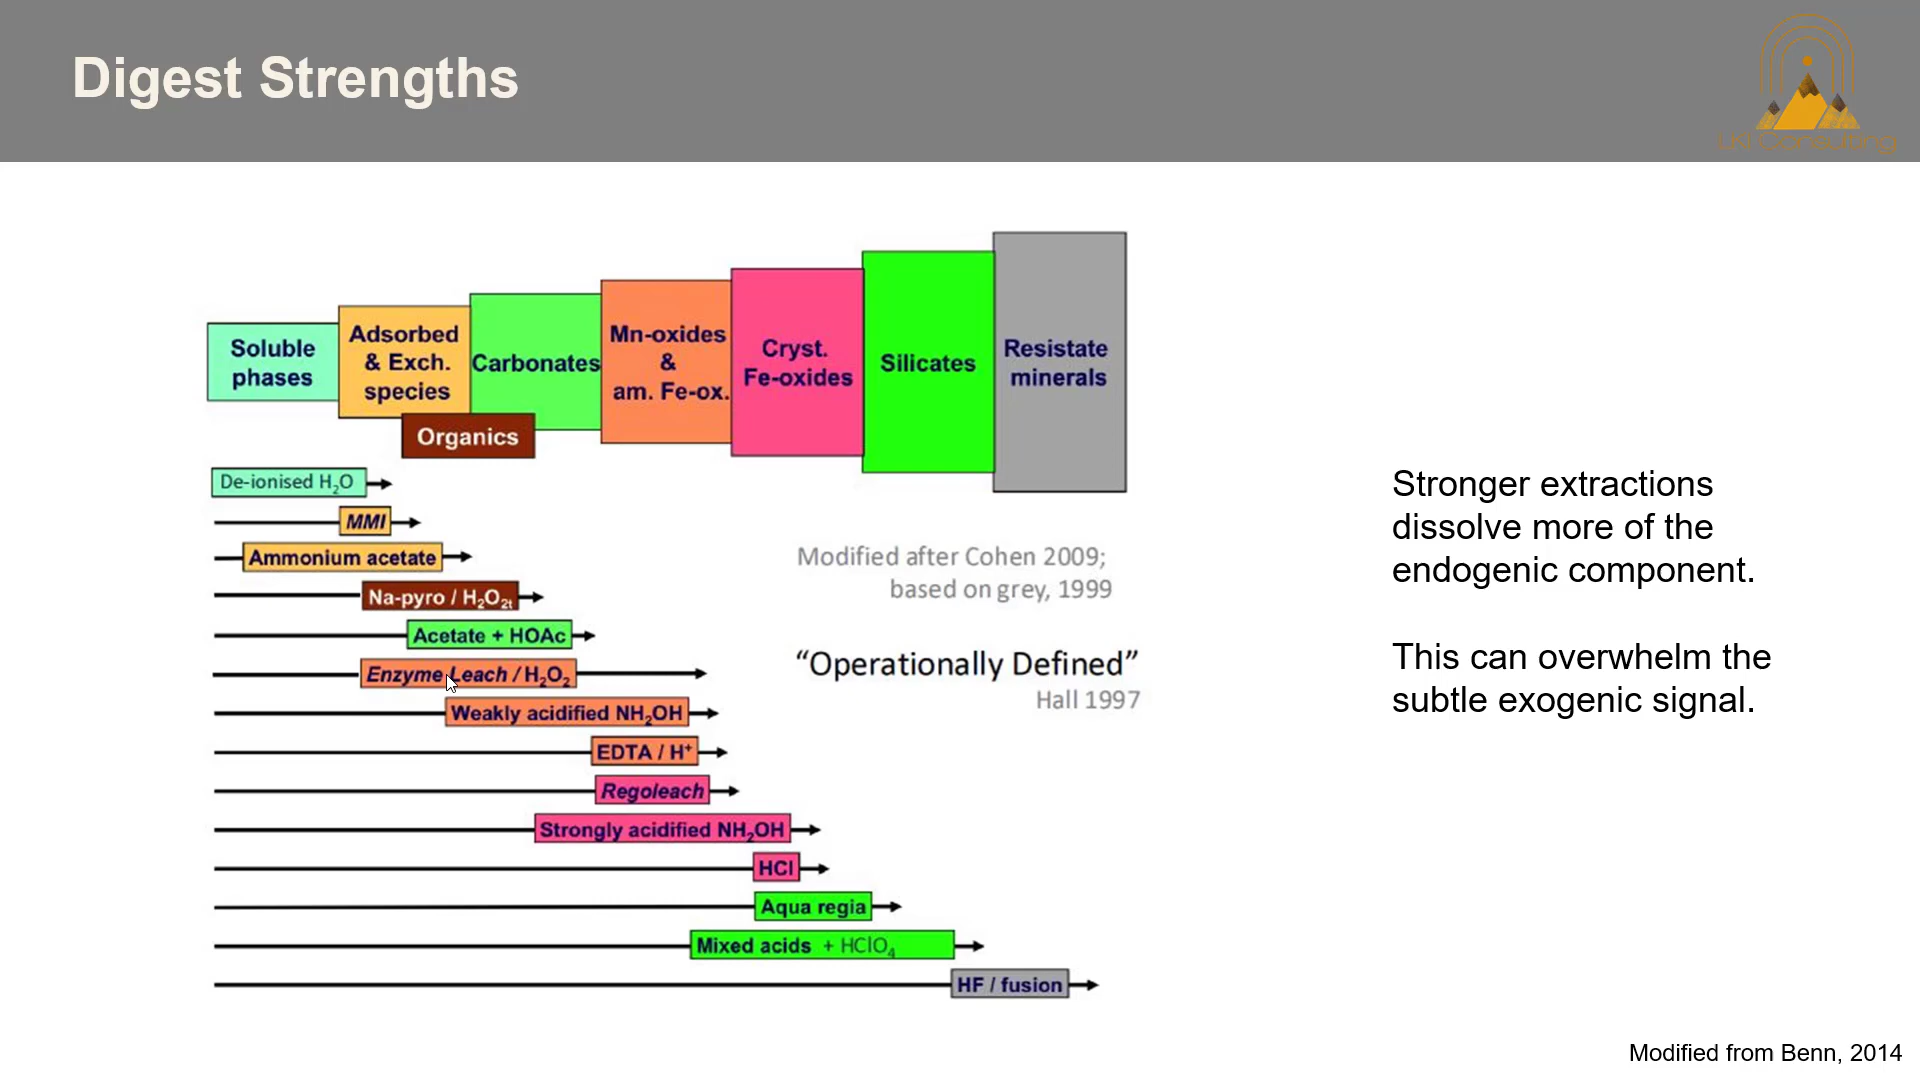 Digest Strengths
LKI Consulting
Soluble
phases
Adsorbed
& Exch.
species
Carbonates
Mn-oxides
&
am. Fe-ox.
Cryst.
Fe-oxides
Silicates
Resistate
minerals
Organics
De-ionised H₂O
MMI
Ammonium acetate
Na-pyro / H₂O₂ₜ
Acetate + HOAc
Enzyme Leach / H₂O₂
Weakly acidified NH₂OH
EDTA / H⁺
Regoleach
Strongly acidified NH₂OH
HCl
Aqua regia
Mixed acids + HClO₄
HF / fusion
Modified after Cohen 2009;
based on grey, 1999
“Operationally Defined”
Hall 1997
Stronger extractions
dissolve more of the
endogenic component.
This can overwhelm the
subtle exogenic signal.
Modified from Benn, 2014